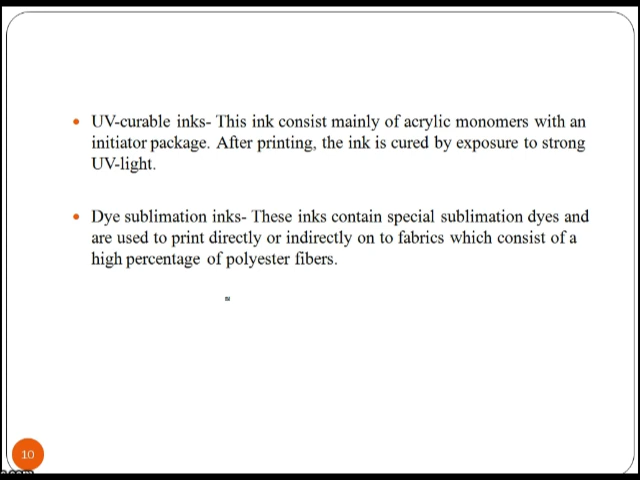 UV-curable inks- This ink consist mainly of acrylic monomers with an
initiator package. After printing, the ink is cured by exposure to strong
UV-light.
Dye sublimation inks- These inks contain special sublimation dyes and
are used to print directly or indirectly on to fabrics which consist of a
high percentage of polyester fibers.
10